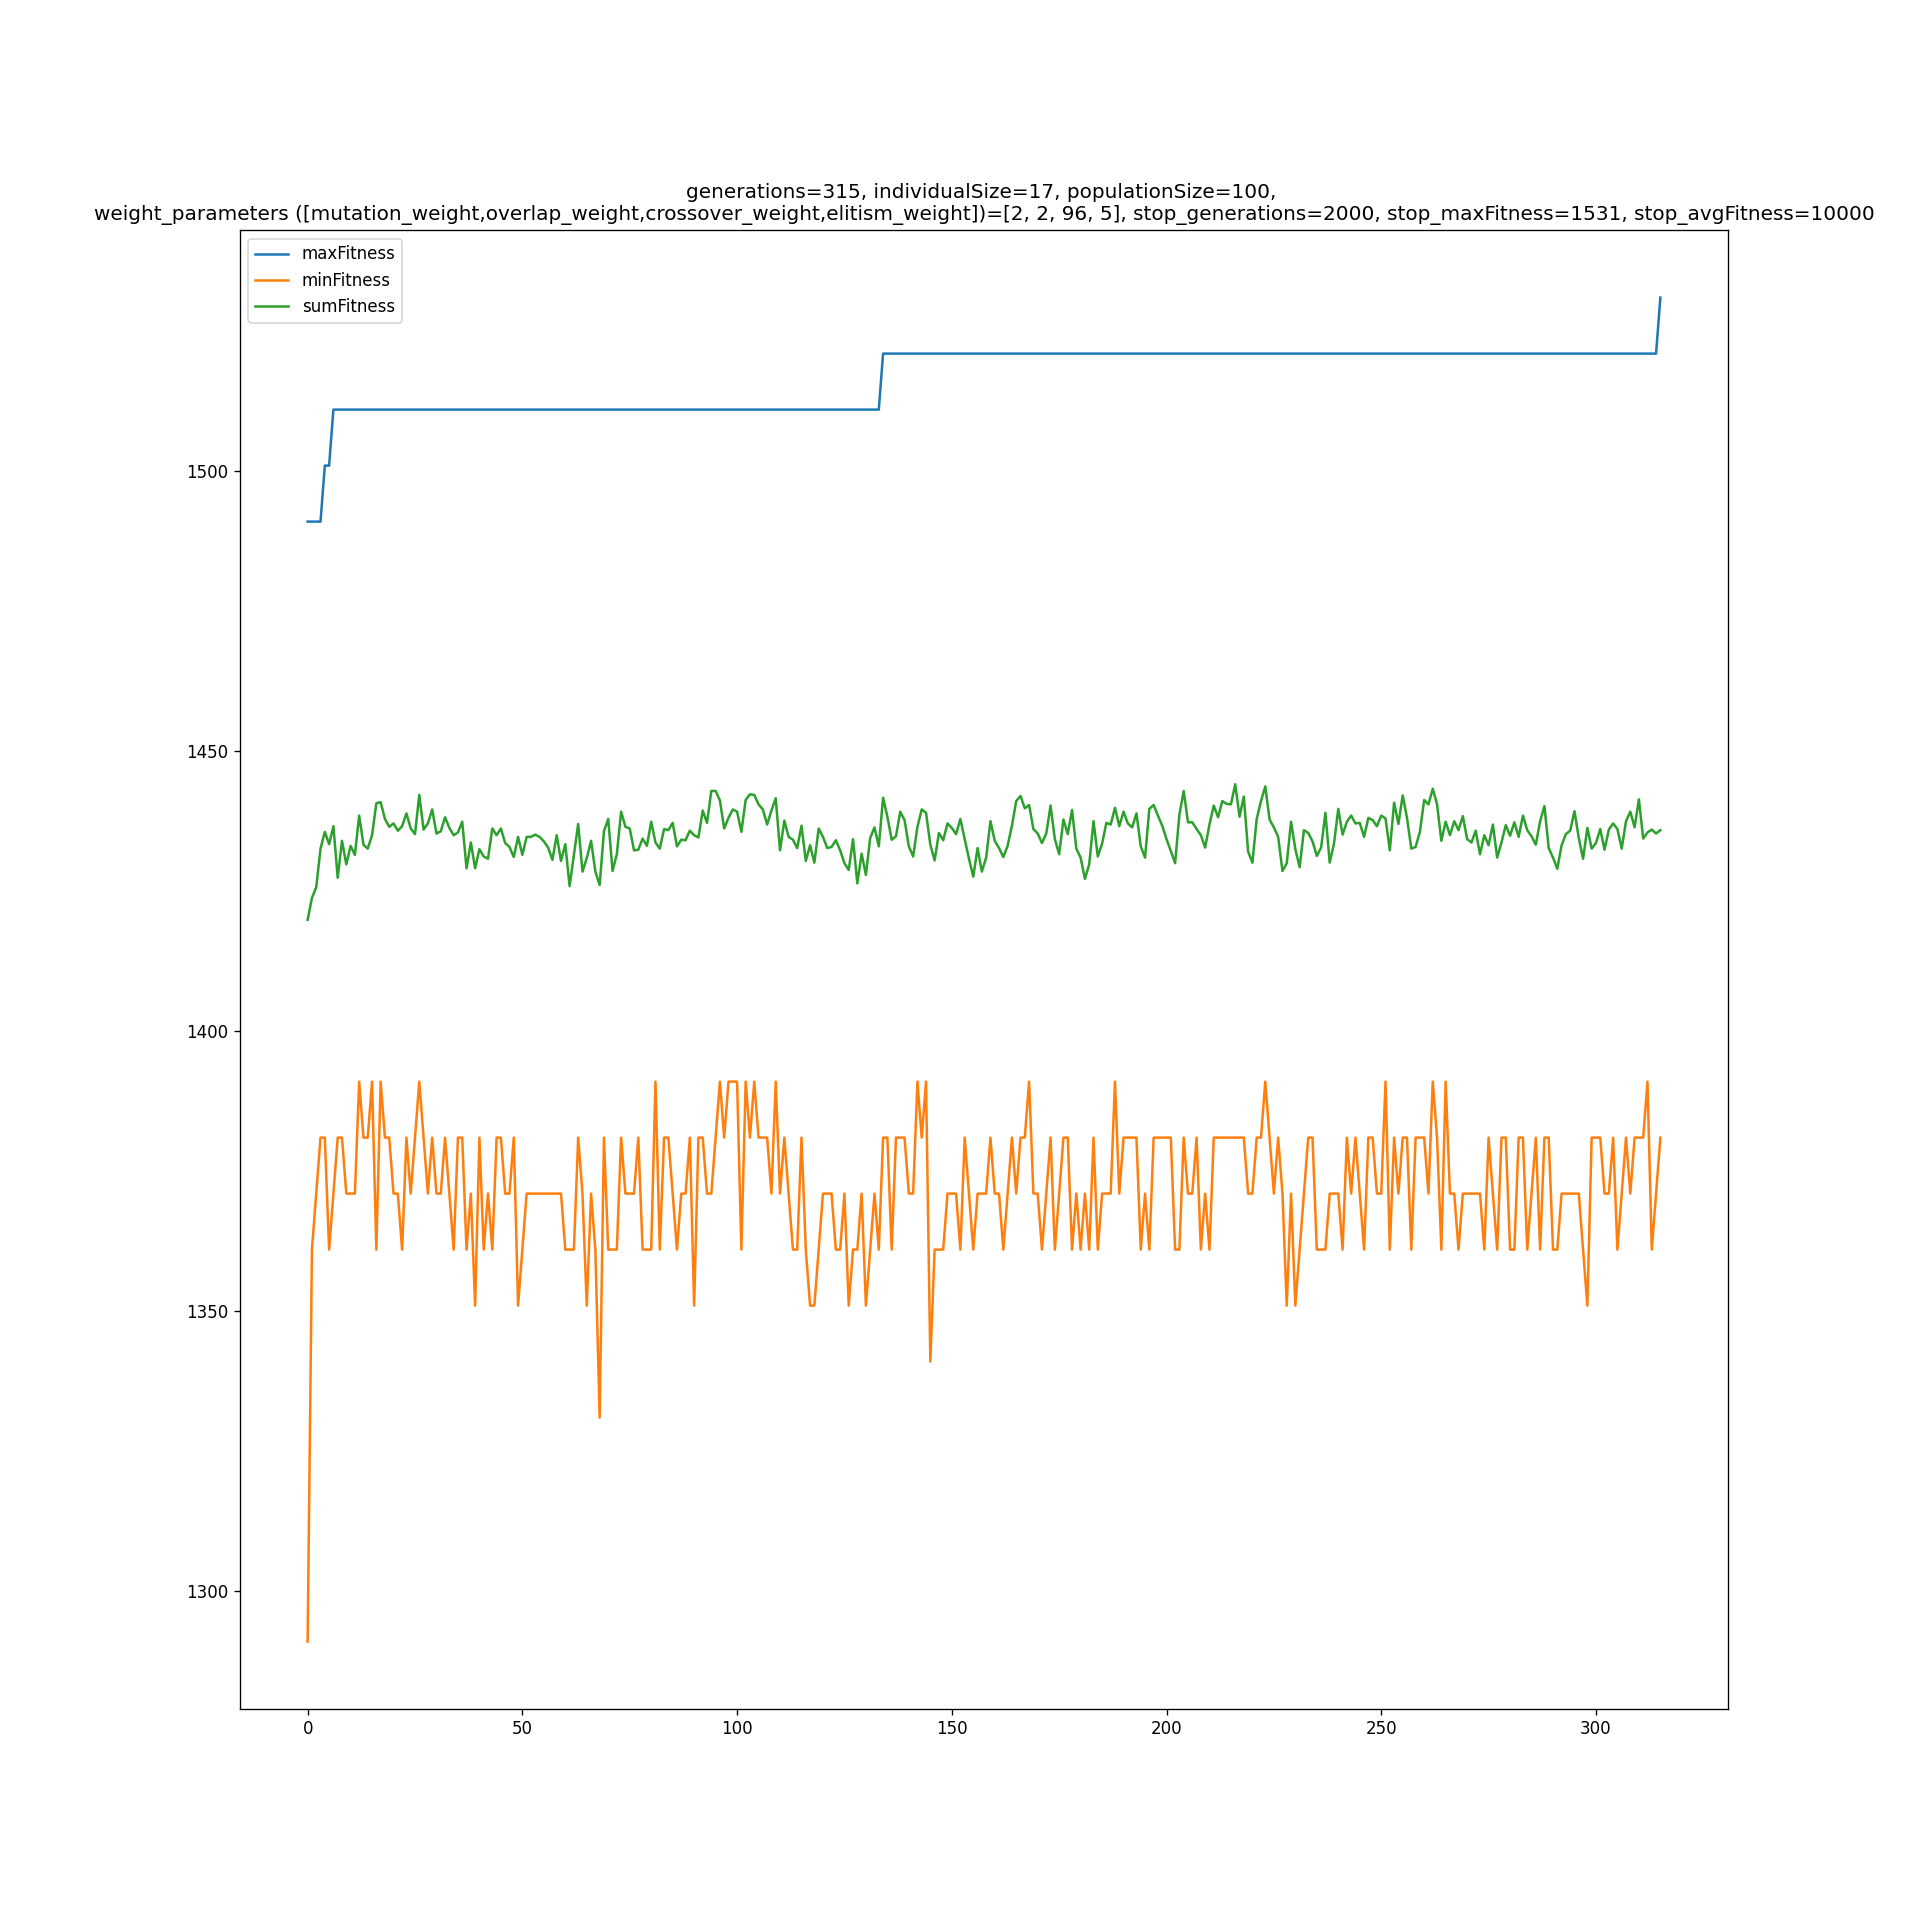 generations=315, individualSize=17, populationSize=100,
weight_parameters ([mutation_weight,overlap_weight,crossover_weight,elitism_weight])=[2, 2, 96, 5], stop_generations=2000, stop_maxFitness=1531, stop_avgFitness=10000
maxFitness
minFitness
sumFitness
1500
1450
1400
1350
1300
0 50 100 150 200 250 300